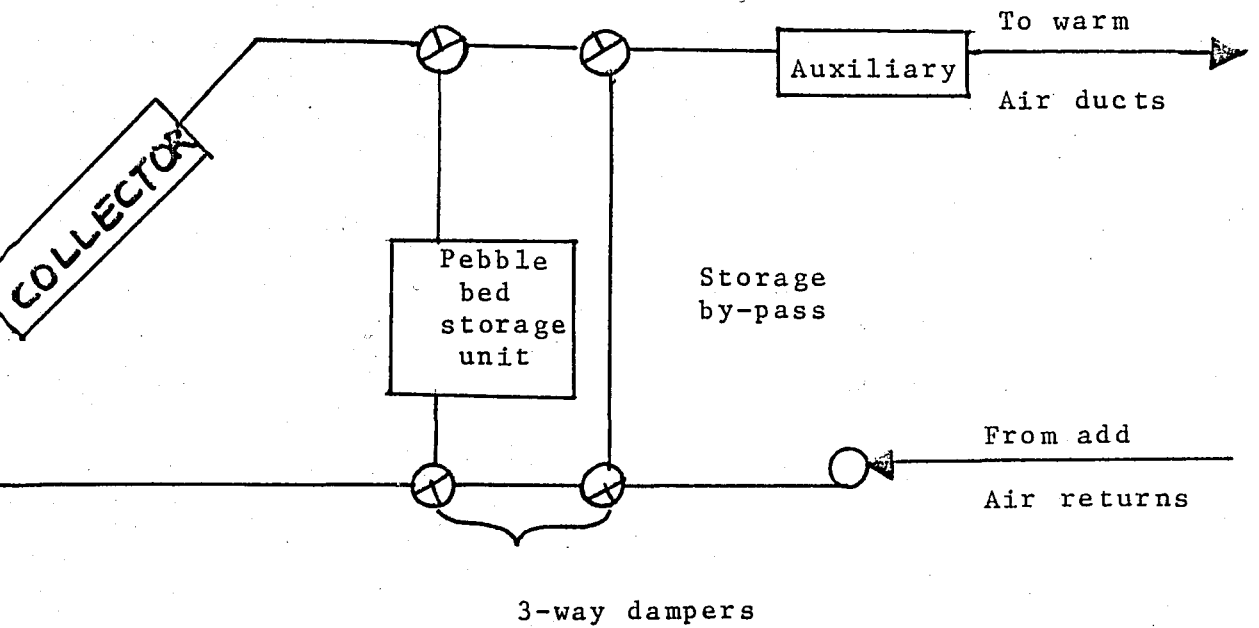 To warm
Auxiliary
Air ducts
COLLECTOR
Pebble
bed
storage
unit
Storage
by-pass
From add
Air returns
3-way dampers